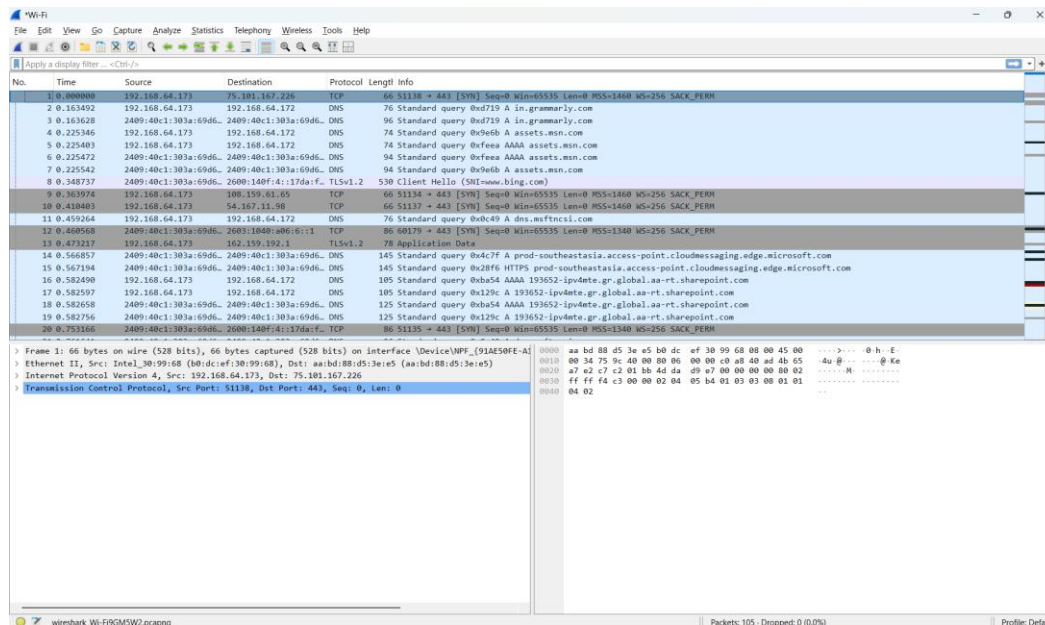 *Wi-Fi
File Edit View Go Capture Analyze Statistics Telephony Wireless Tools Help
Apply a display filter ... <Ctrl-/>
No. Time Source Destination Protocol Length Info
1 0.000000 192.168.64.173 75.101.167.226 TCP 66 51138 → 443 [SYN] Seq=0 Win=65535 Len=0 MSS=1460 WS=256 SACK_PERM
2 0.163492 192.168.64.173 192.168.64.172 DNS 76 Standard query 0xd719 A in.grammarly.com
3 0.163628 2409:40c1:303a:69d6… 2409:40c1:303a:69d6… DNS 96 Standard query 0xd719 A in.grammarly.com
4 0.225346 192.168.64.173 192.168.64.172 DNS 74 Standard query 0x9e6b A assets.msn.com
5 0.225403 192.168.64.173 192.168.64.172 DNS 74 Standard query 0xfeea AAAA assets.msn.com
6 0.225472 2409:40c1:303a:69d6… 2409:40c1:303a:69d6… DNS 94 Standard query 0xfeea AAAA assets.msn.com
7 0.225542 2409:40c1:303a:69d6… 2409:40c1:303a:69d6… DNS 94 Standard query 0x9e6b A assets.msn.com
8 0.348737 2409:40c1:303a:69d6… 2600:140f:4::17da:f… TLSv1.2 530 Client Hello (SNI=www.bing.com)
9 0.363974 192.168.64.173 108.159.61.65 TCP 66 51134 → 443 [SYN] Seq=0 Win=65535 Len=0 MSS=1460 WS=256 SACK_PERM
10 0.410403 192.168.64.173 54.167.11.98 TCP 66 51137 → 443 [SYN] Seq=0 Win=65535 Len=0 MSS=1460 WS=256 SACK_PERM
11 0.459264 192.168.64.173 192.168.64.172 DNS 76 Standard query 0x0c49 A dns.msftncsi.com
12 0.460568 2409:40c1:303a:69d6… 2603:1040:a06:6::1 TCP 86 60179 → 443 [SYN] Seq=0 Win=65535 Len=0 MSS=1340 WS=256 SACK_PERM
13 0.473217 192.168.64.173 162.159.192.1 TLSv1.2 78 Application Data
14 0.566857 192.168.64.173 192.168.64.172 DNS 145 Standard query 0x4c7f A prod-southeastasia.access-point.cloudmessaging.edge.microsoft.com
15 0.567194 192.168.64.173 192.168.64.172 DNS 145 Standard query 0x28f6 HTTPS prod-southeastasia.access-point.cloudmessaging.edge.microsoft.com
16 0.582490 192.168.64.173 192.168.64.172 DNS 105 Standard query 0xba54 AAAA 193652-ipv4mte.gr.global.aa-rt.sharepoint.com
17 0.582597 192.168.64.173 192.168.64.172 DNS 105 Standard query 0x129c A 193652-ipv4mte.gr.global.aa-rt.sharepoint.com
18 0.582658 2409:40c1:303a:69d6… 2409:40c1:303a:69d6… DNS 125 Standard query 0xba54 AAAA 193652-ipv4mte.gr.global.aa-rt.sharepoint.com
19 0.582756 2409:40c1:303a:69d6… 2409:40c1:303a:69d6… DNS 125 Standard query 0x129c A 193652-ipv4mte.gr.global.aa-rt.sharepoint.com
20 0.753166 2409:40c1:303a:69d6… 2600:140f:4::17da:f… TCP 86 51135 → 443 [SYN] Seq=0 Win=65535 Len=0 MSS=1340 WS=256 SACK_PERM
> Frame 1: 66 bytes on wire (528 bits), 66 bytes captured (528 bits) on interface \Device\NPF_{91AE50FE-A1
> Ethernet II, Src: Intel_30:99:68 (b0:dc:ef:30:99:68), Dst: aa:bd:88:d5:3e:e5 (aa:bd:88:d5:3e:e5)
> Internet Protocol Version 4, Src: 192.168.64.173, Dst: 75.101.167.226
> Transmission Control Protocol, Src Port: 51138, Dst Port: 443, Seq: 0, Len: 0
0000 aa bd 88 d5 3e e5 b0 dc ef 30 99 68 08 00 45 00 ····>··· ·0·h··E·
0010 00 34 75 9c 40 00 80 06 00 00 c0 a8 40 ad 4b 65 ·4u·@··· ····@·Ke
0020 a7 e2 c7 c2 01 bb 4d da d9 e7 00 00 00 00 80 02 ······M· ········
0030 ff ff f4 c3 00 00 02 04 05 b4 01 03 03 08 01 01 ········ ········
0040 04 02 ··
wireshark_Wi-Fi9GM5W2.pcapng Packets: 105 · Dropped: 0 (0.0%) Profile: Defa